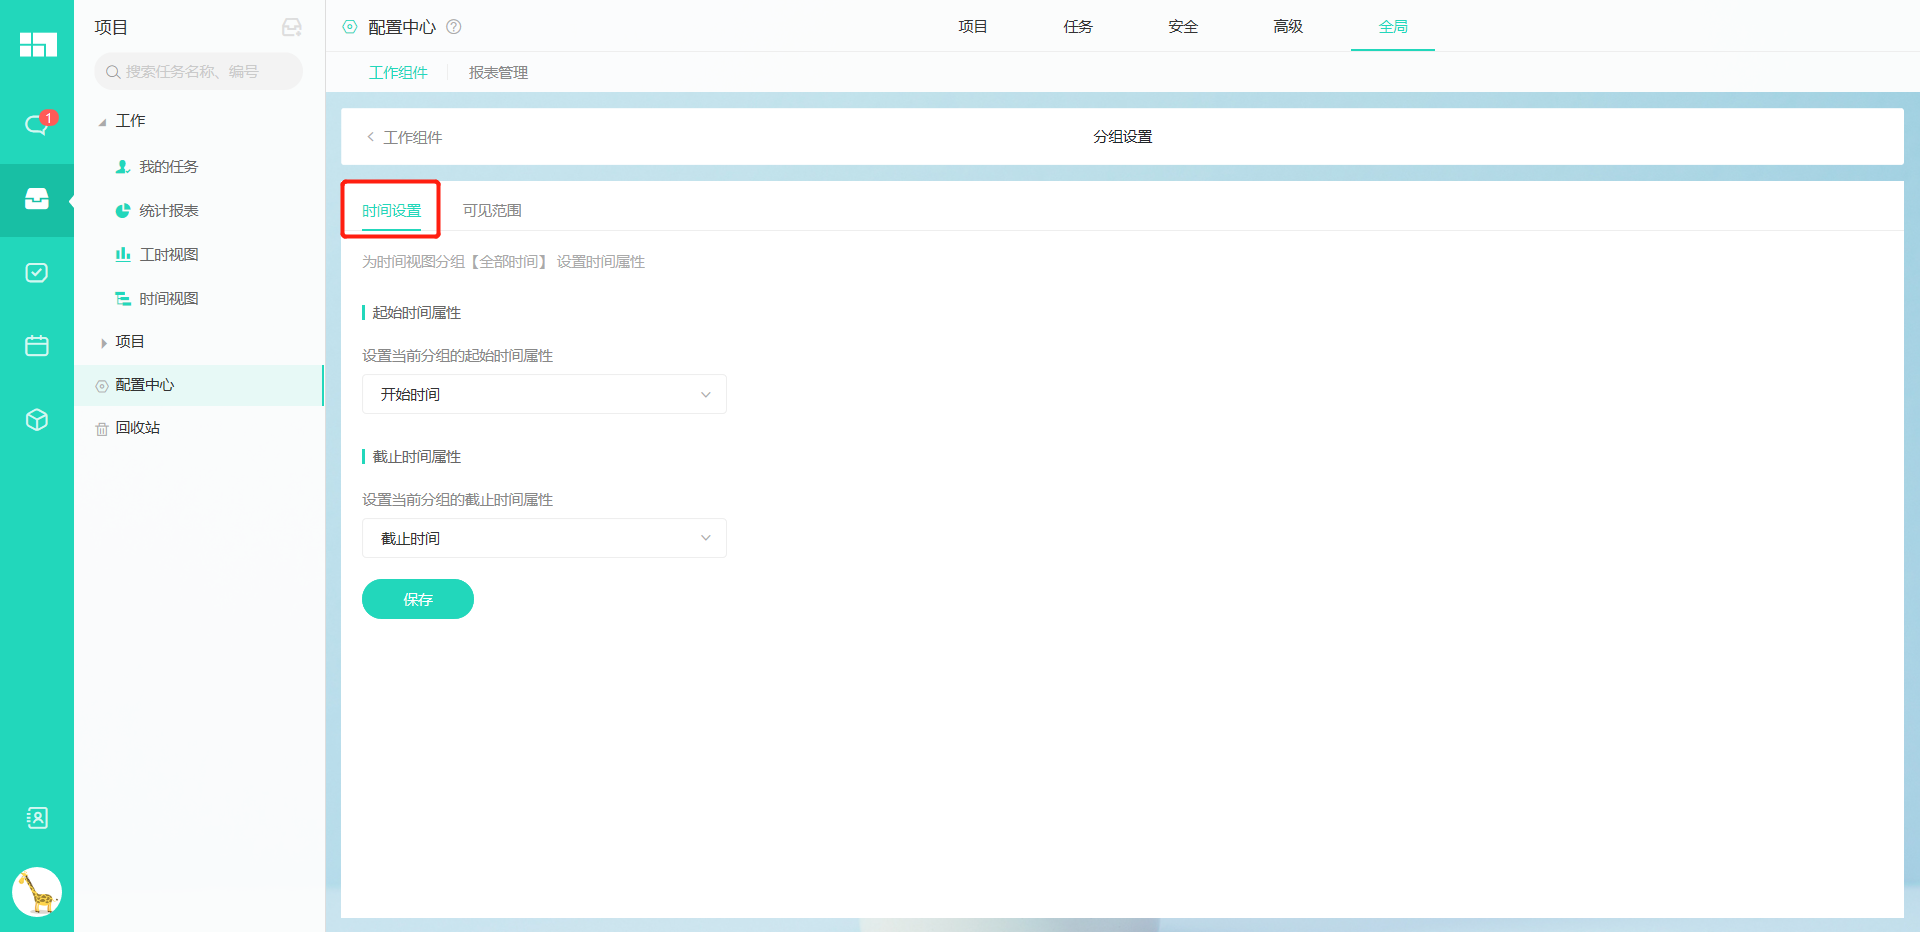 项目
搜索任务名称、编号
1
工作
我的任务
统计报表
工时视图
时间视图
项目
配置中心
回收站
配置中心
项目
任务
安全
高级
全局
工作组件
报表管理
工作组件
分组设置
时间设置
可见范围
为时间视图分组【全部时间】 设置时间属性
起始时间属性
设置当前分组的起始时间属性
开始时间
截止时间属性
设置当前分组的截止时间属性
截止时间
保存